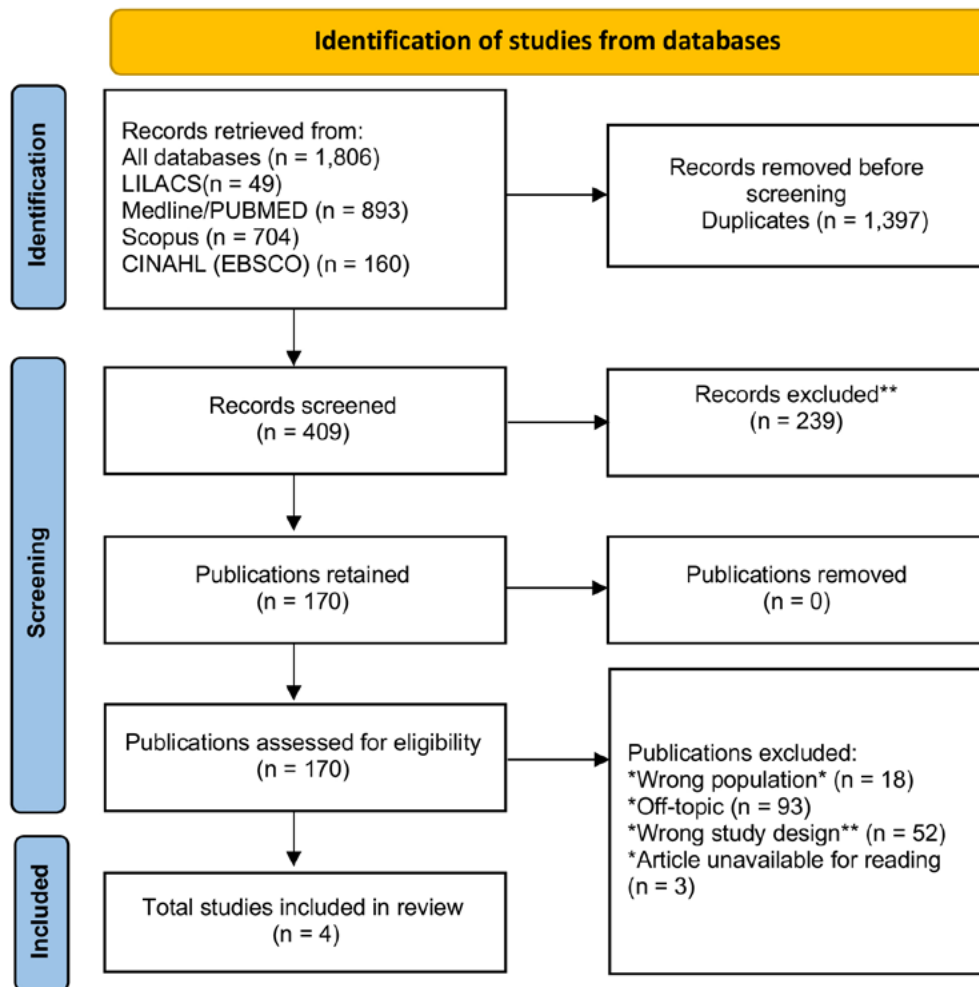 Identification of studies from databases
Identification
Records retrieved from:
All databases (n = 1,806)
LILACS(n = 49)
Medline/PUBMED (n = 893)
Scopus (n = 704)
CINAHL (EBSCO) (n = 160)
Records removed before
screening
Duplicates (n = 1,397)
Screening
Records screened
(n = 409)
Records excluded**
(n = 239)
Publications retained
(n = 170)
Publications removed
(n = 0)
Publications assessed for eligibility
(n = 170)
Publications excluded:
*Wrong population* (n = 18)
*Off-topic (n = 93)
*Wrong study design** (n = 52)
*Article unavailable for reading
(n = 3)
Included
Total studies included in review
(n = 4)